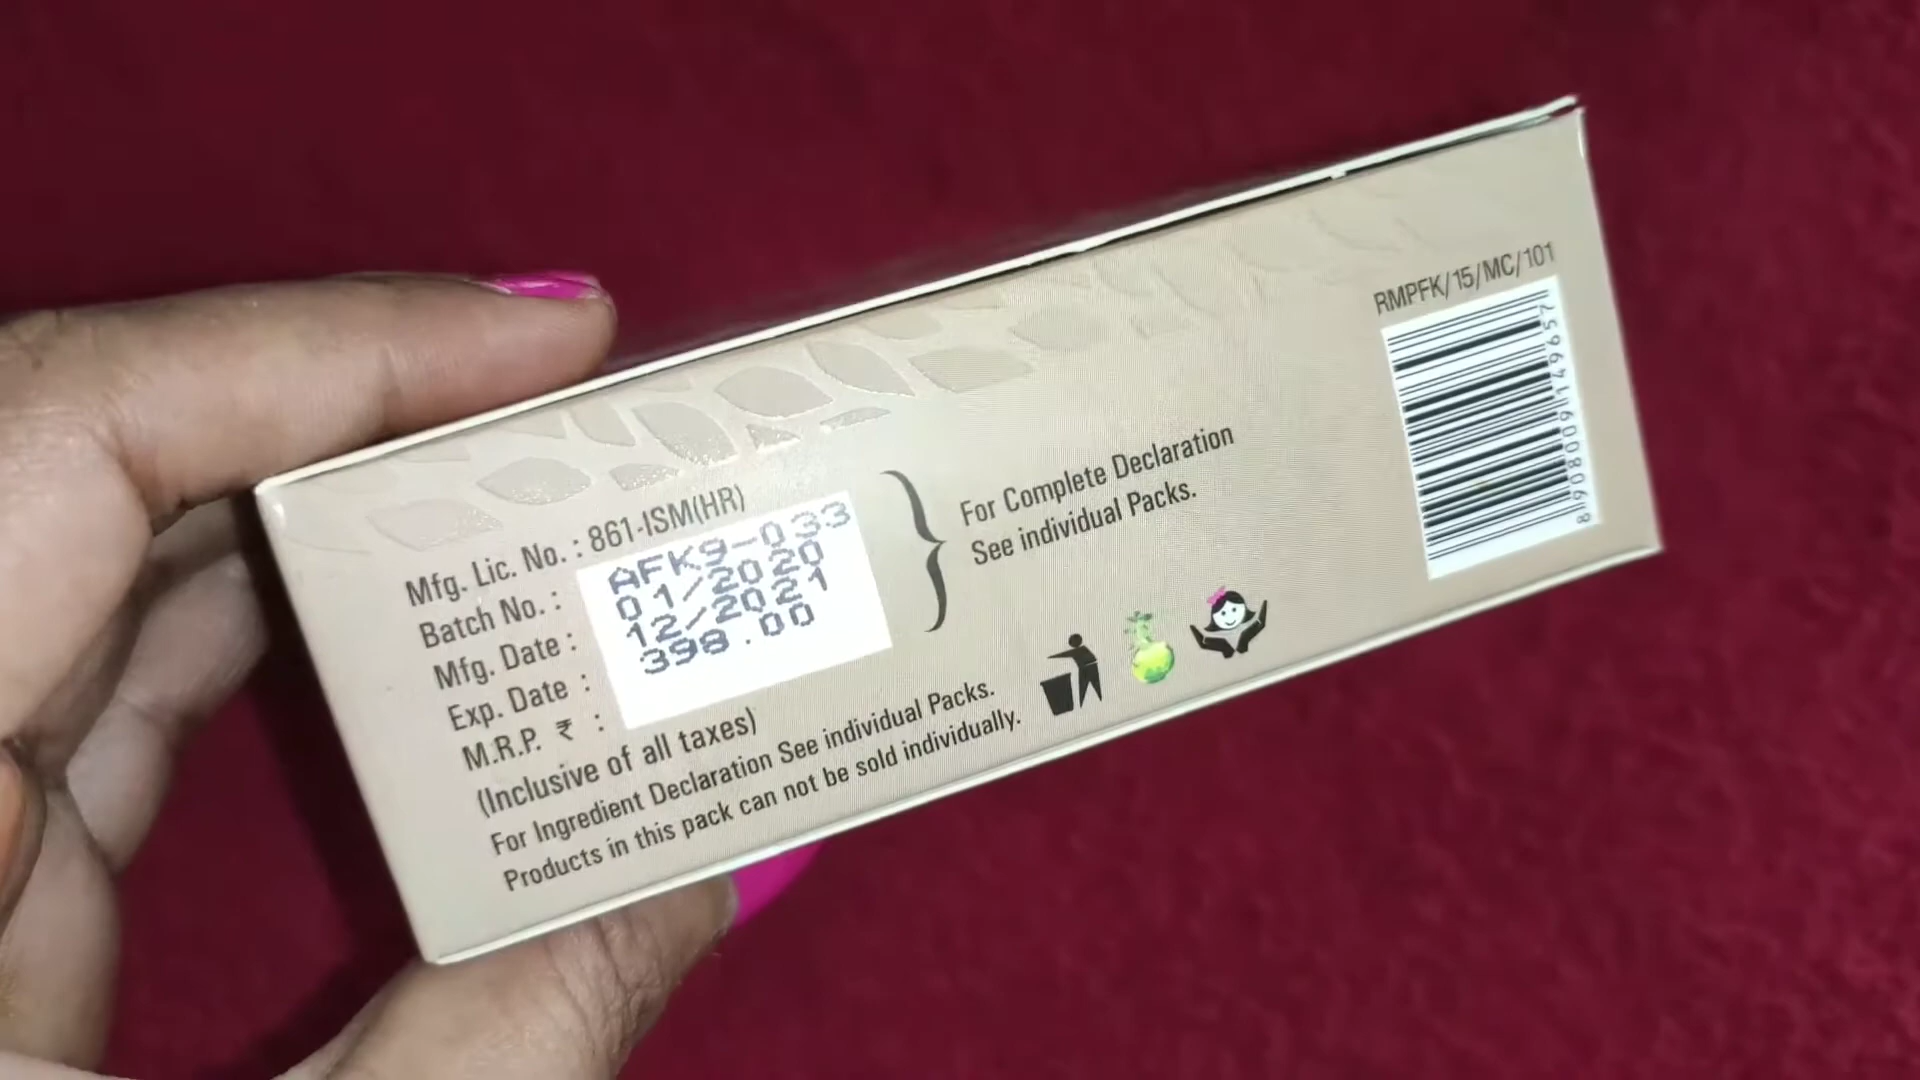 Mfg. Lic. No. : 861-ISM(HR)
Batch No. : AFK9-033
Mfg. Date : 01/2020
Exp. Date : 12/2021
M.R.P. ₹ : 398.00
(Inclusive of all taxes)
For Ingredient Declaration See individual Packs.
Products in this pack can not be sold individually.
For Complete Declaration
See individual Packs.
RMPFK/15/MC/101
8908009149657